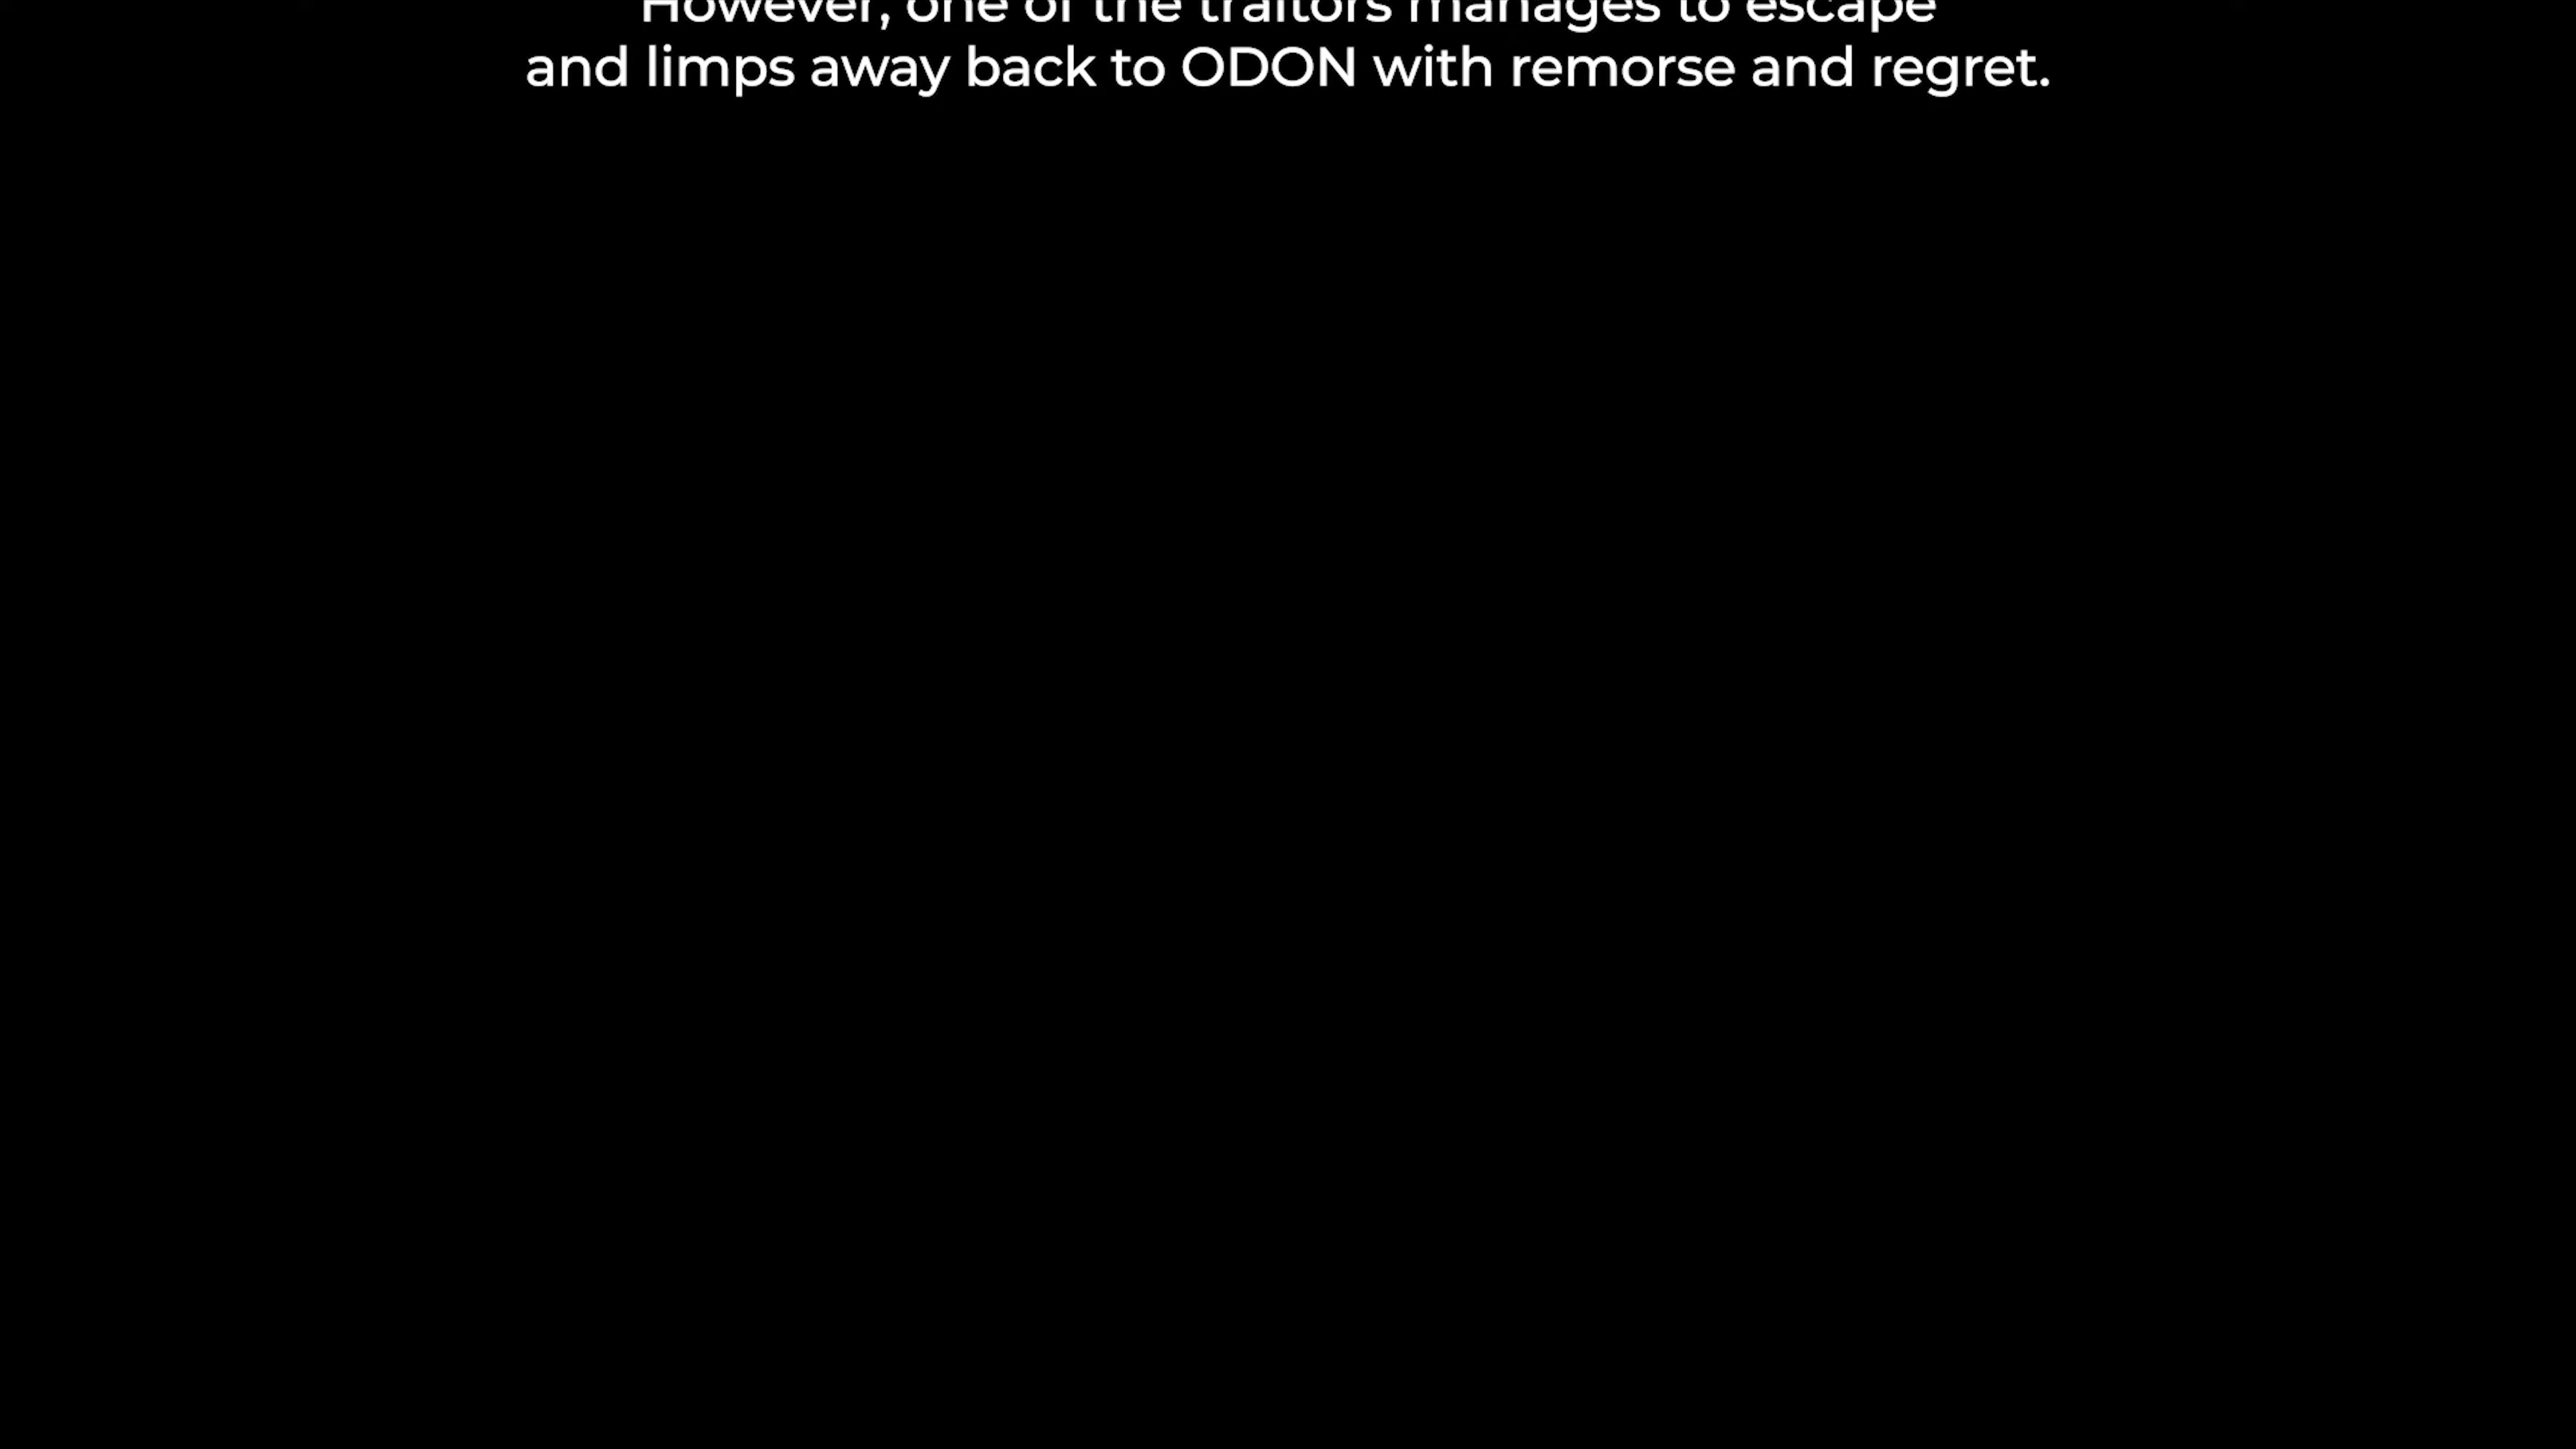 However, one of the traitors manages to escape
and limps away back to ODON with remorse and regret.